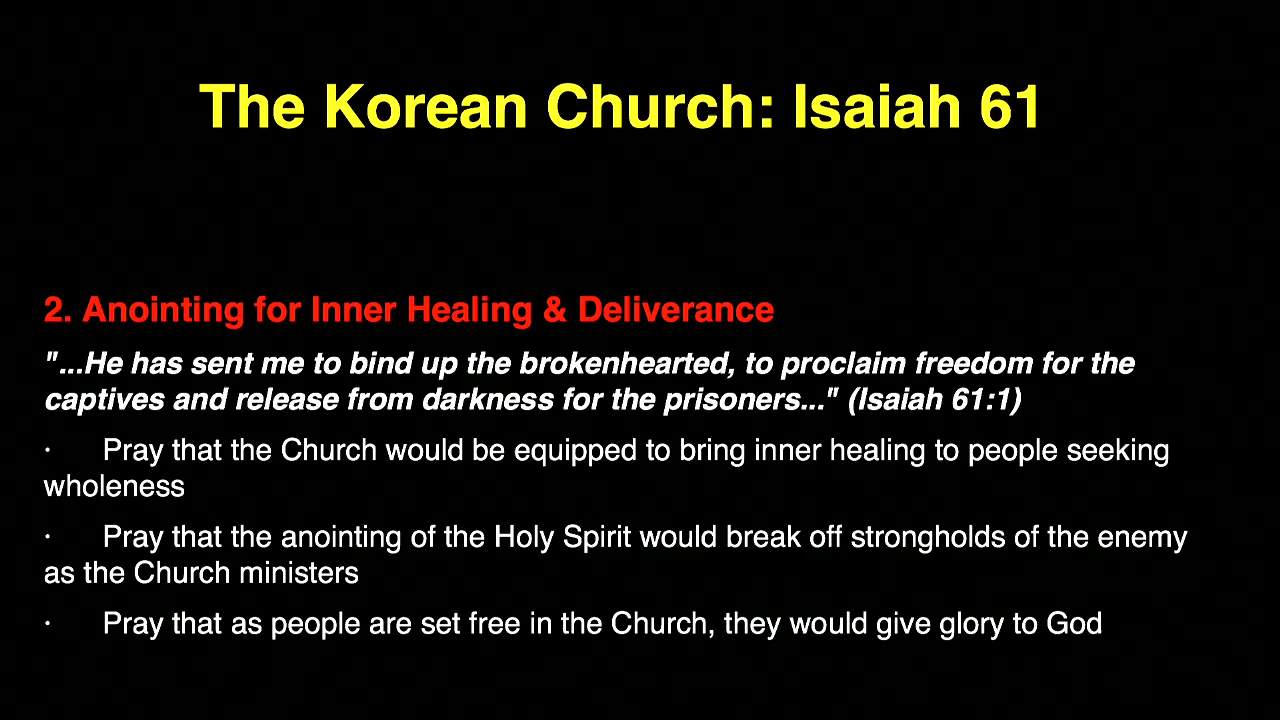 The Korean Church: Isaiah 61
2. Anointing for Inner Healing & Deliverance
"...He has sent me to bind up the brokenhearted, to proclaim freedom for the
captives and release from darkness for the prisoners..." (Isaiah 61:1)
· Pray that the Church would be equipped to bring inner healing to people seeking
wholeness
· Pray that the anointing of the Holy Spirit would break off strongholds of the enemy
as the Church ministers
· Pray that as people are set free in the Church, they would give glory to God